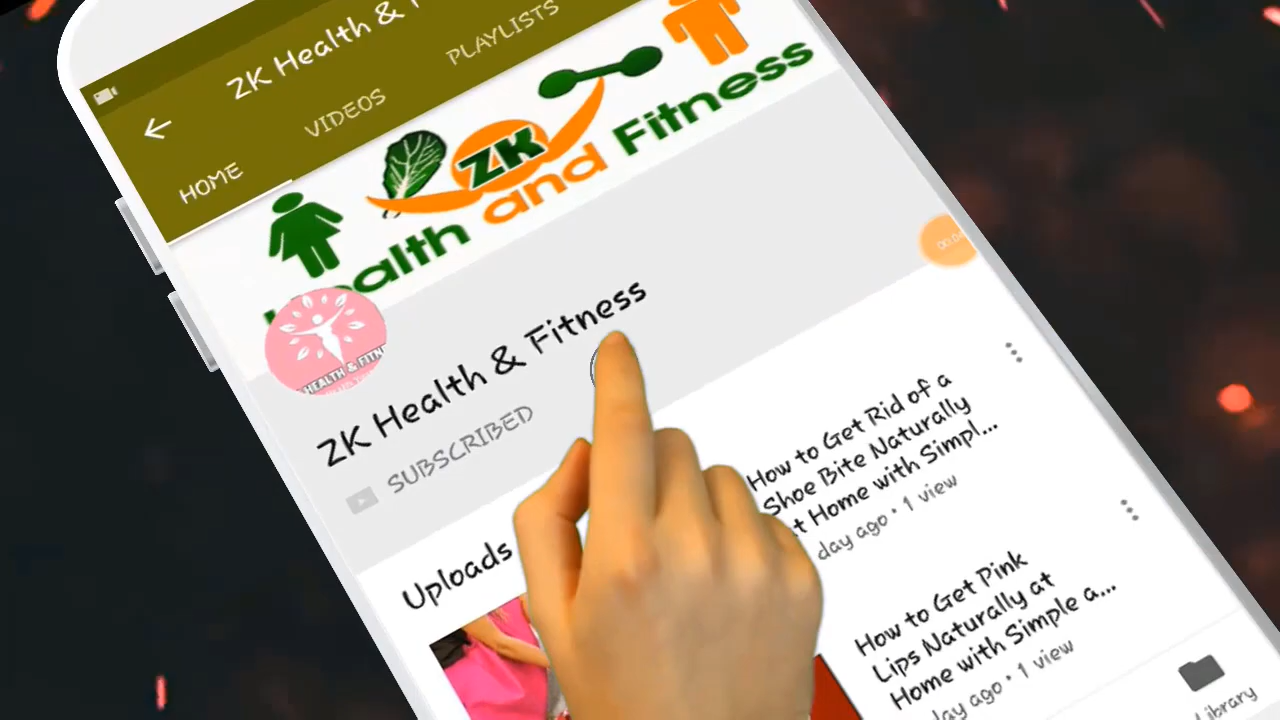 ZK Health &
HOME
VIDEOS
PLAYLISTS
ZK
Health and Fitness
HEALTH & FITN
ZK Health & Fitness
SUBSCRIBED
Uploads
How to Get Rid of a
Shoe Bite Naturally
at Home with Simpl...
day ago • 1 view
How to Get Pink
Lips Naturally at
Home with Simple a...
day ago • 1 view
Library